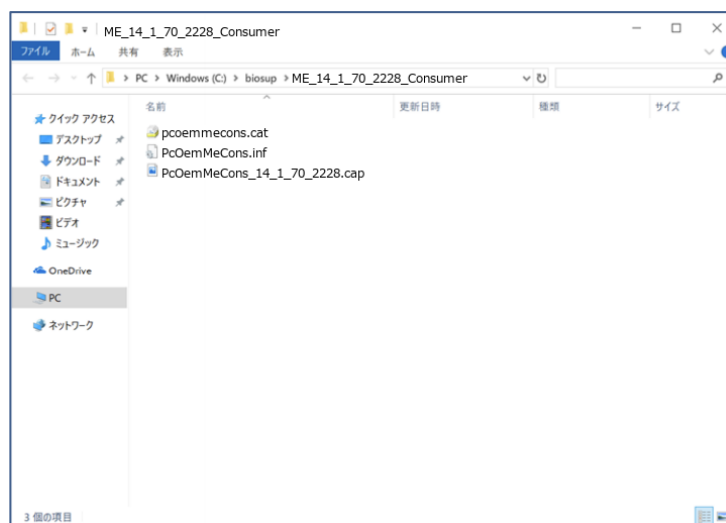 ME_14_1_70_2228_Consumer
ファイル ホーム 共有 表示
PC Windows (C:) biosup ME_14_1_70_2228_Consumer
名前 更新日時 種類 サイズ
クイック アクセス
デスクトップ
ダウンロード
ドキュメント
ピクチャ
ビデオ
ミュージック
OneDrive
PC
ネットワーク
pcoemmecons.cat
PcOemMeCons.inf
PcOemMeCons_14_1_70_2228.cap
3 個の項目